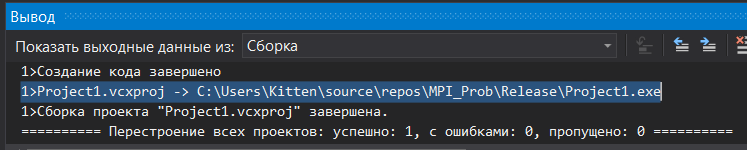 Вывод
Показать выходные данные из: Сборка
1>Создание кода завершено
1>Project1.vcxproj -> C:\Users\Kitten\source\repos\MPI_Prob\Release\Project1.exe
1>Сборка проекта "Project1.vcxproj" завершена.
========== Перестроение всех проектов: успешно: 1, с ошибками: 0, пропущено: 0 ==========